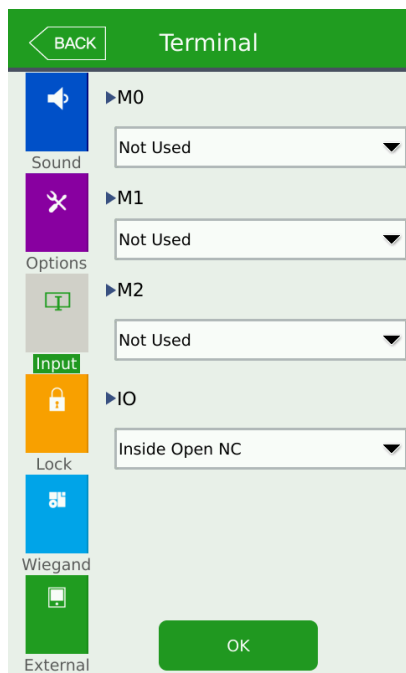 BACK
Terminal
Sound
Options
Input
Lock
Wiegand
External
M0
Not Used
M1
Not Used
M2
Not Used
IO
Inside Open NC
OK